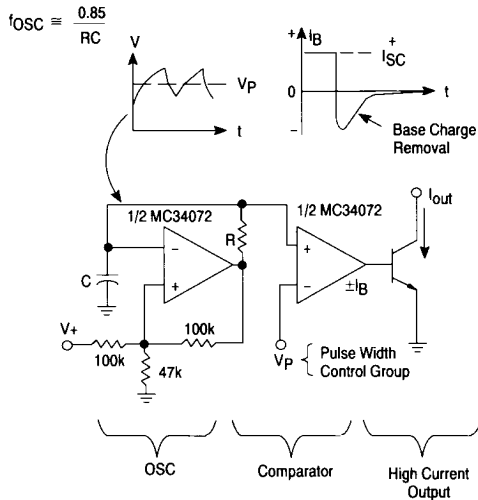 fOSC ≅ 0.85
RC
V
VP
t
+ IB
+
ISC
0
t
–
Base Charge
Removal
1/2 MC34072
1/2 MC34072
Iout
R
–
+
+
–
C
±IB
V+
100k
100k
47k
VP
Pulse Width
Control Group
OSC
Comparator
High Current
Output